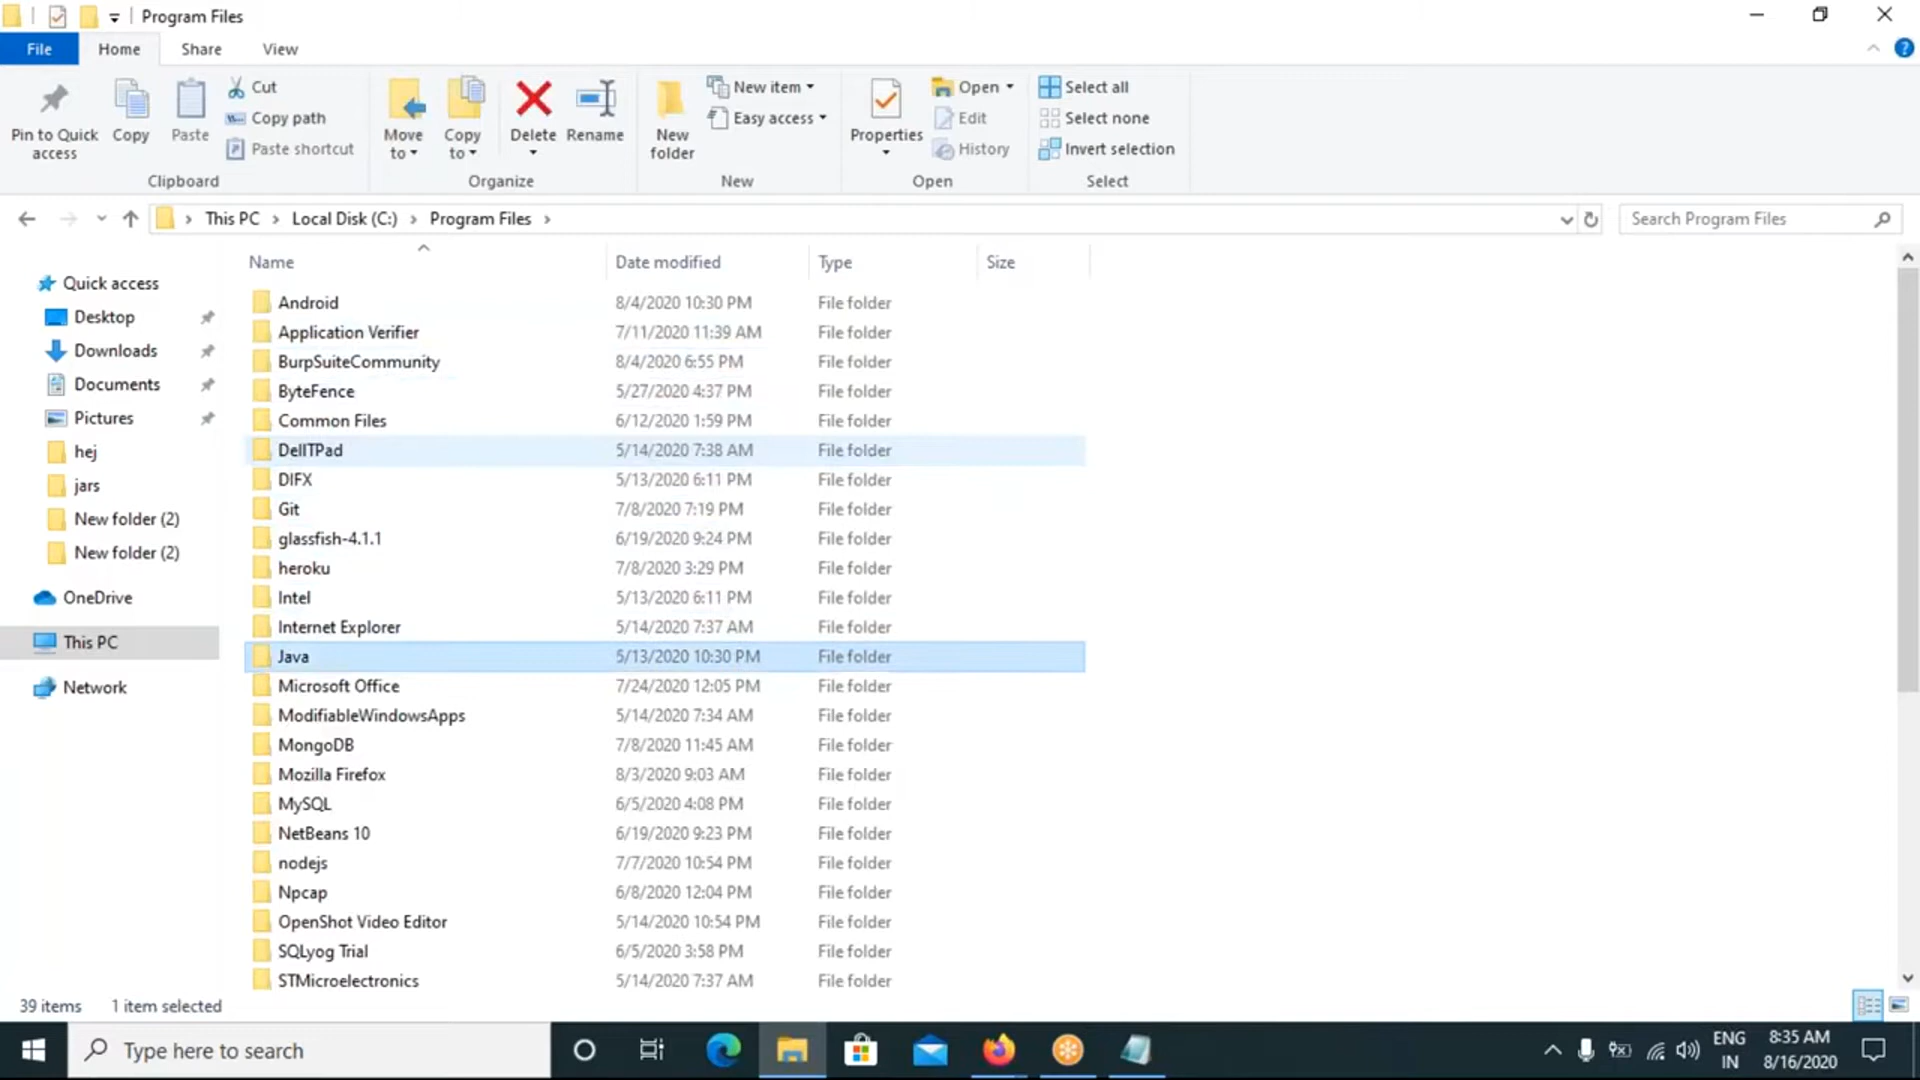 Program Files
File Home Share View
Pin to Quick access
Copy
Paste
Cut
Copy path
Paste shortcut
Clipboard
Move to
Copy to
Delete
Rename
Organize
New folder
New item
Easy access
New
Properties
Open
Edit
History
Open
Select all
Select none
Invert selection
Select
This PC > Local Disk (C:) > Program Files >
Search Program Files
Quick access
Desktop
Downloads
Documents
Pictures
hej
jars
New folder (2)
New folder (2)
OneDrive
This PC
Network
Name Date modified Type Size
Android 8/4/2020 10:30 PM File folder
Application Verifier 7/11/2020 11:39 AM File folder
BurpSuiteCommunity 8/4/2020 6:55 PM File folder
ByteFence 5/27/2020 4:37 PM File folder
Common Files 6/12/2020 1:59 PM File folder
DellTPad 5/14/2020 7:38 AM File folder
DIFX 5/13/2020 6:11 PM File folder
Git 7/8/2020 7:19 PM File folder
glassfish-4.1.1 6/19/2020 9:24 PM File folder
heroku 7/8/2020 3:29 PM File folder
Intel 5/13/2020 6:11 PM File folder
Internet Explorer 5/14/2020 7:37 AM File folder
Java 5/13/2020 10:30 PM File folder
Microsoft Office 7/24/2020 12:05 PM File folder
ModifiableWindowsApps 5/14/2020 7:34 AM File folder
MongoDB 7/8/2020 11:45 AM File folder
Mozilla Firefox 8/3/2020 9:03 AM File folder
MySQL 6/5/2020 4:08 PM File folder
NetBeans 10 6/19/2020 9:23 PM File folder
nodejs 7/7/2020 10:54 PM File folder
Npcap 6/8/2020 12:04 PM File folder
OpenShot Video Editor 5/14/2020 10:54 PM File folder
SQLyog Trial 6/5/2020 3:58 PM File folder
STMicroelectronics 5/14/2020 7:37 AM File folder
39 items 1 item selected
Type here to search
ENG
IN
8:35 AM
8/16/2020